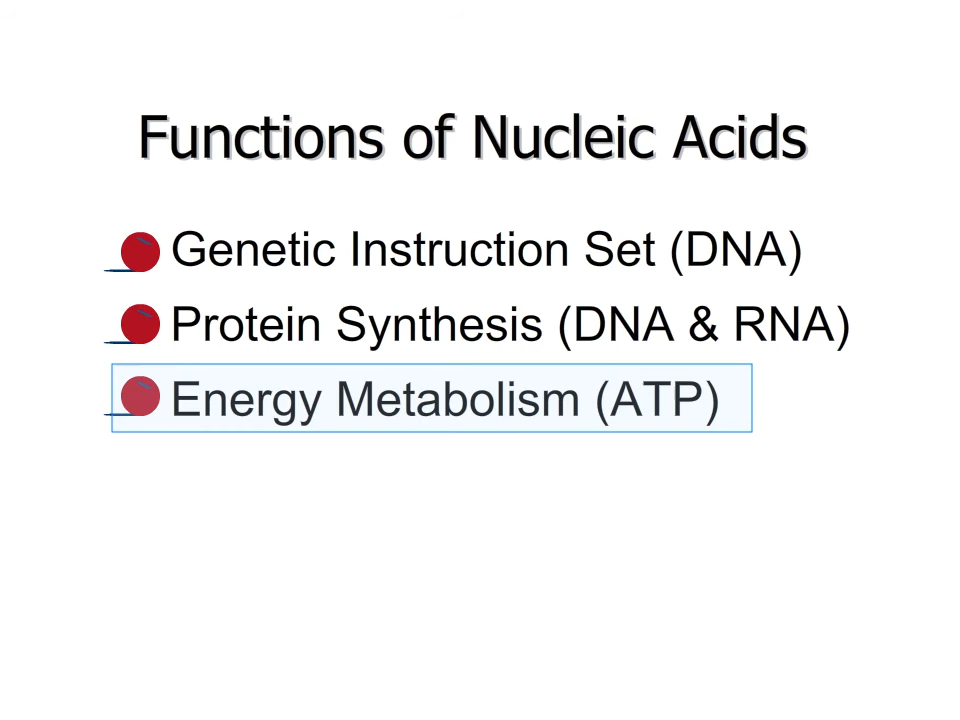 Functions of Nucleic Acids
Genetic Instruction Set (DNA)
Protein Synthesis (DNA & RNA)
Energy Metabolism (ATP)